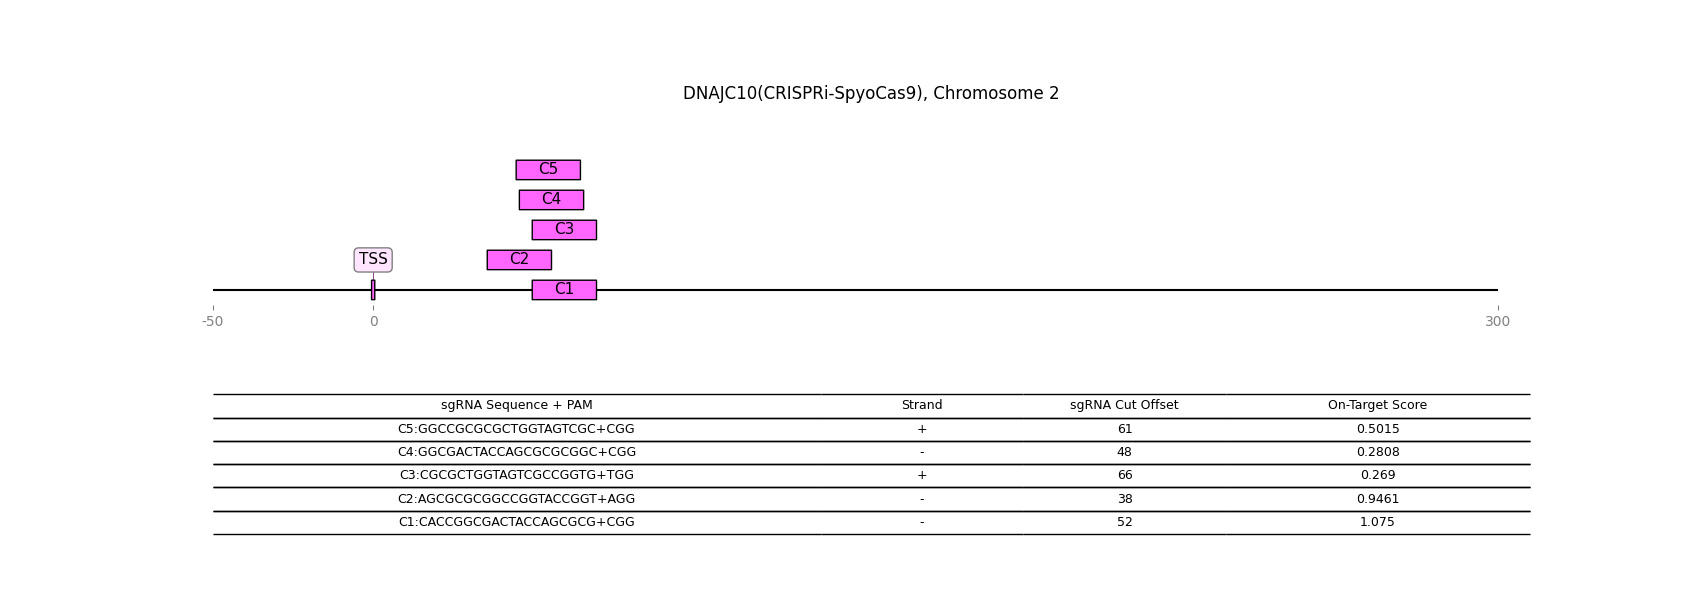 DNAJC10(CRISPRi-SpyoCas9), Chromosome 2
C5
C4
C3
TSS C2
C1
-50 0 300
sgRNA Sequence + PAM Strand sgRNA Cut Offset On-Target Score
C5:GGCCGCGCGCTGGTAGTCGC+CGG + 61 0.5015
C4:GGCGACTACCAGCGCGCGGC+CGG - 48 0.2808
C3:CGCGCTGGTAGTCGCCGGTG+TGG + 66 0.269
C2:AGCGCGCGGCCGGTACCGGT+AGG - 38 0.9461
C1:CACCGGCGACTACCAGCGCG+CGG - 52 1.075